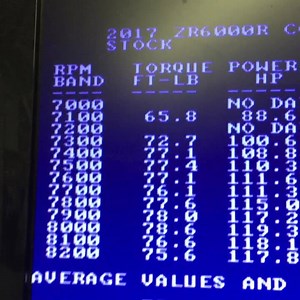 2017 ZR6000R C
STOCK
RPM TORQUE POWER
BAND FT-LB HP
----- ----- -----
7000 NO DA
7100 65.8 88.6
7200 NO DA
7300 72.7 100.6
7400 77.1 108.8
7500 77.4 110.3
7600 77.1 111.6
7700 76.1 111.3
7800 77.6 115.0
7900 78.0 117.2
8000 78.6 119.
8100 76.6 118.1
8200 75.6 117.8
AVERAGE VALUES AND